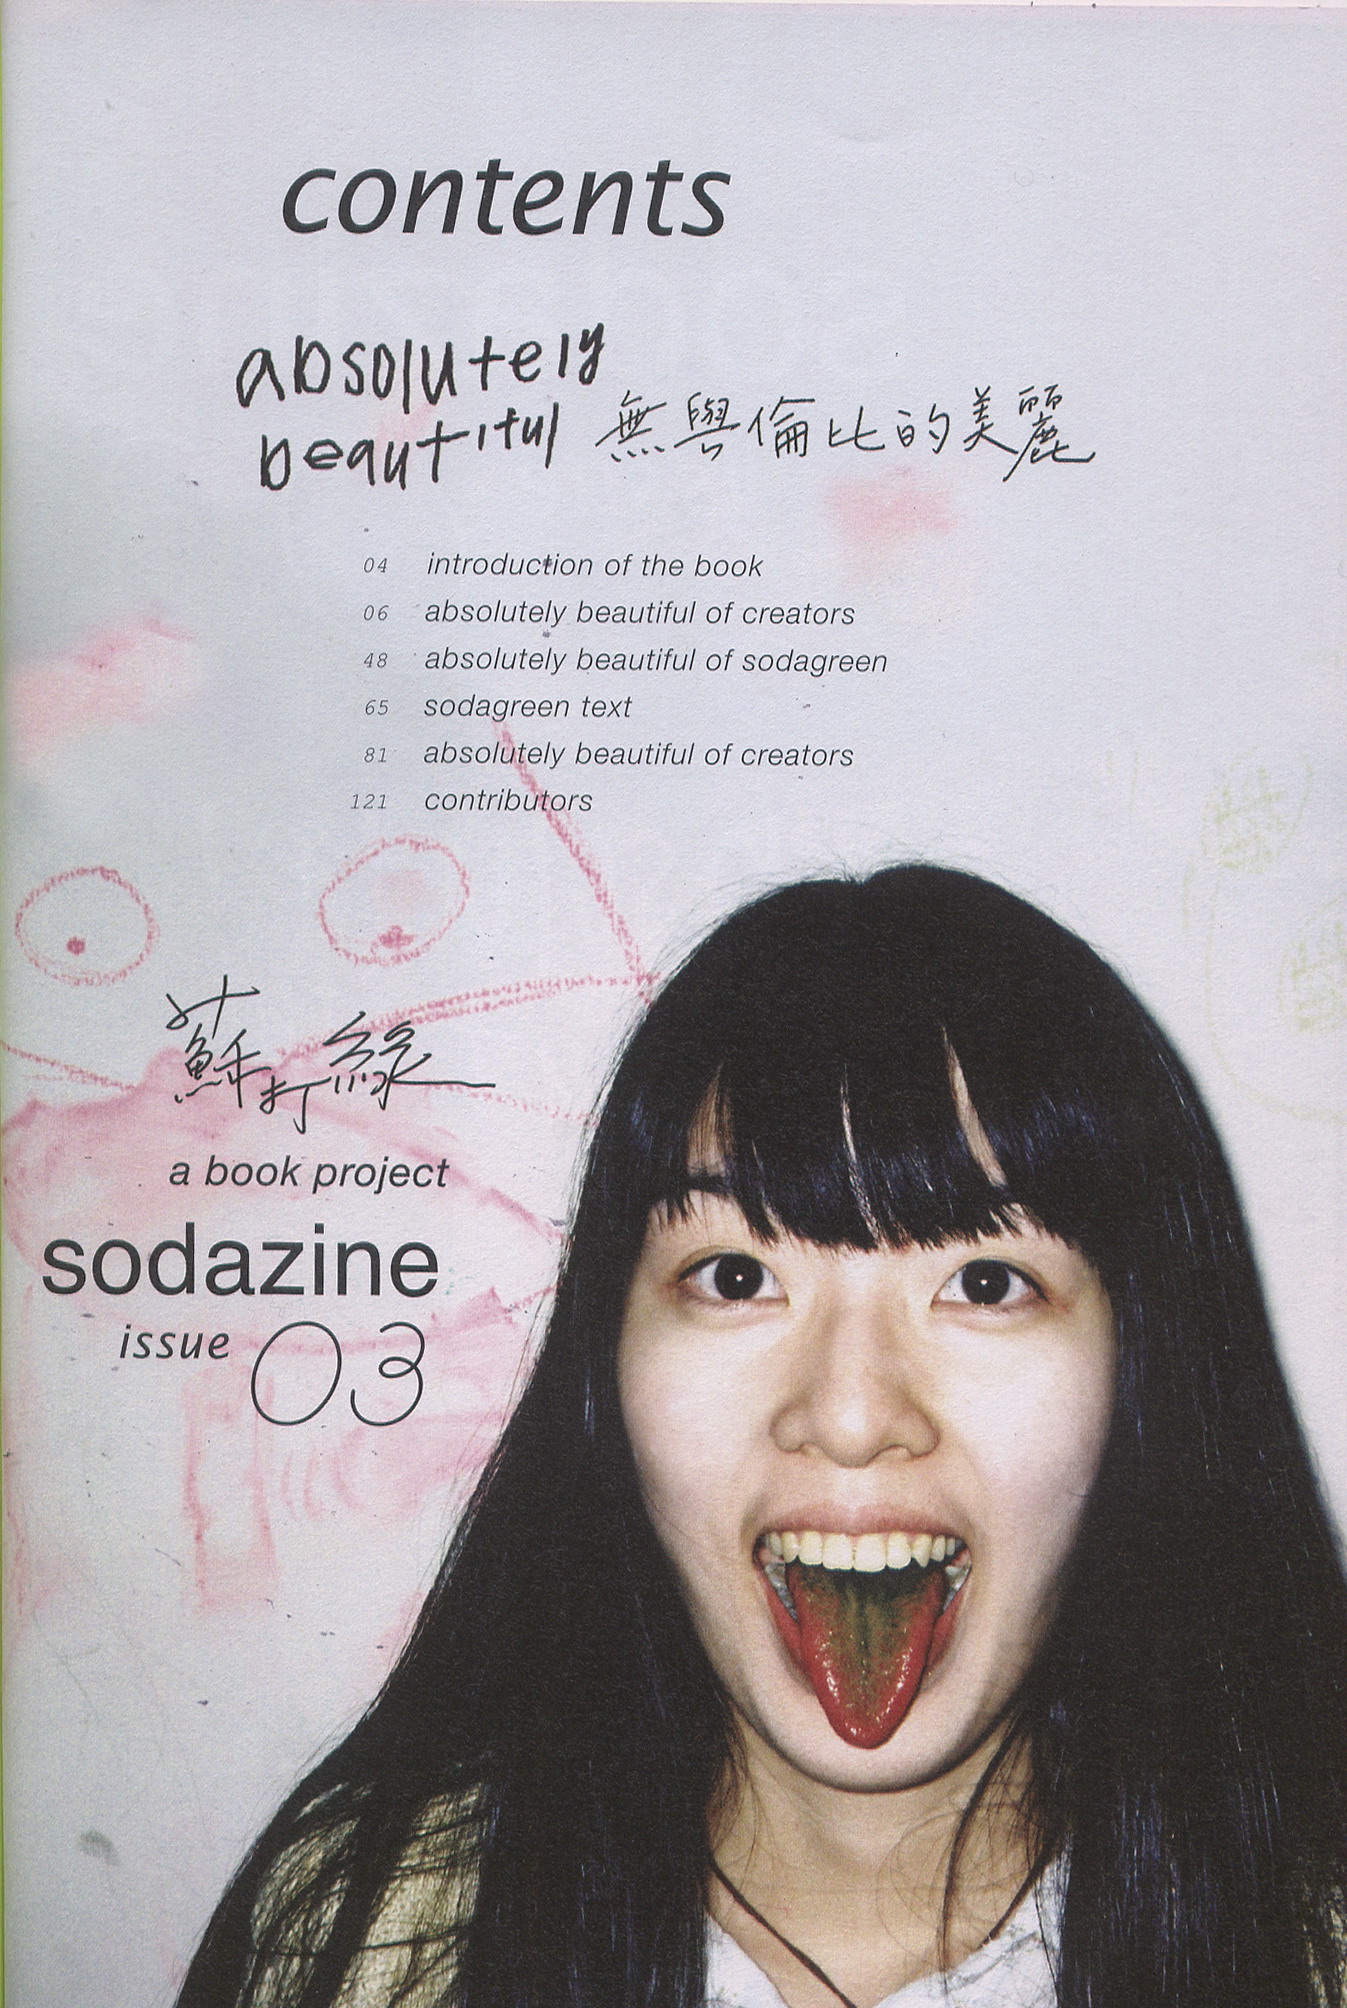 contents
absolutely
beautiful 無與倫比的美麗
04 introduction of the book
06 absolutely beautiful of creators
48 absolutely beautiful of sodagreen
65 sodagreen text
81 absolutely beautiful of creators
121 contributors
蘇打綠
a book project
sodazine
issue 03